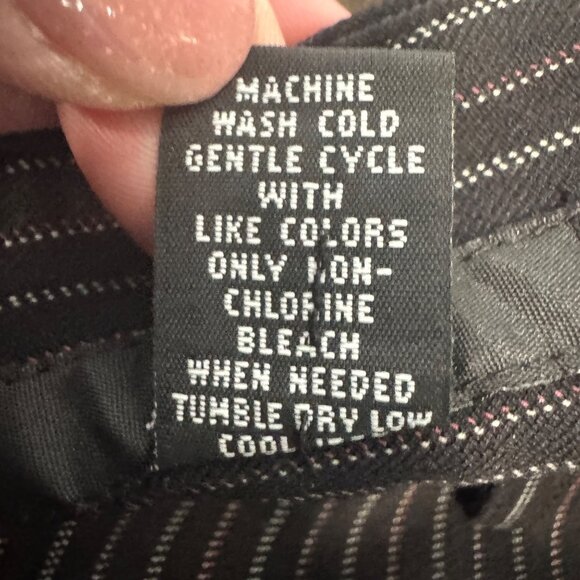 MACHINE
WASH COLD
GENTLE CYCLE
WITH
LIKE COLORS
ONLY NON-
CHLORINE
BLEACH
WHEN NEEDED
TUMBLE DRY LOW
COOL